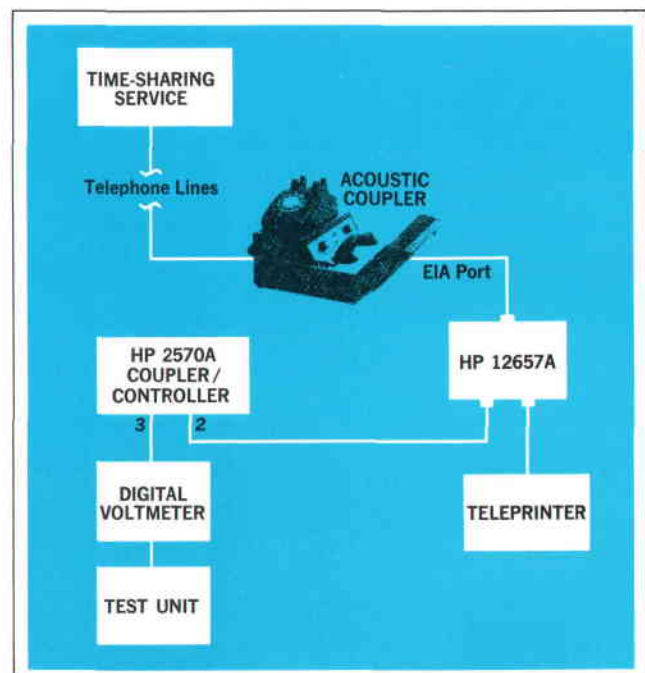 TIME-SHARING
SERVICE
Telephone Lines
ACOUSTIC
COUPLER
EIA Port
HP 2570A
COUPLER/
CONTROLLER
HP 12657A
3
2
DIGITAL
VOLTMETER
TELEPRINTER
TEST UNIT